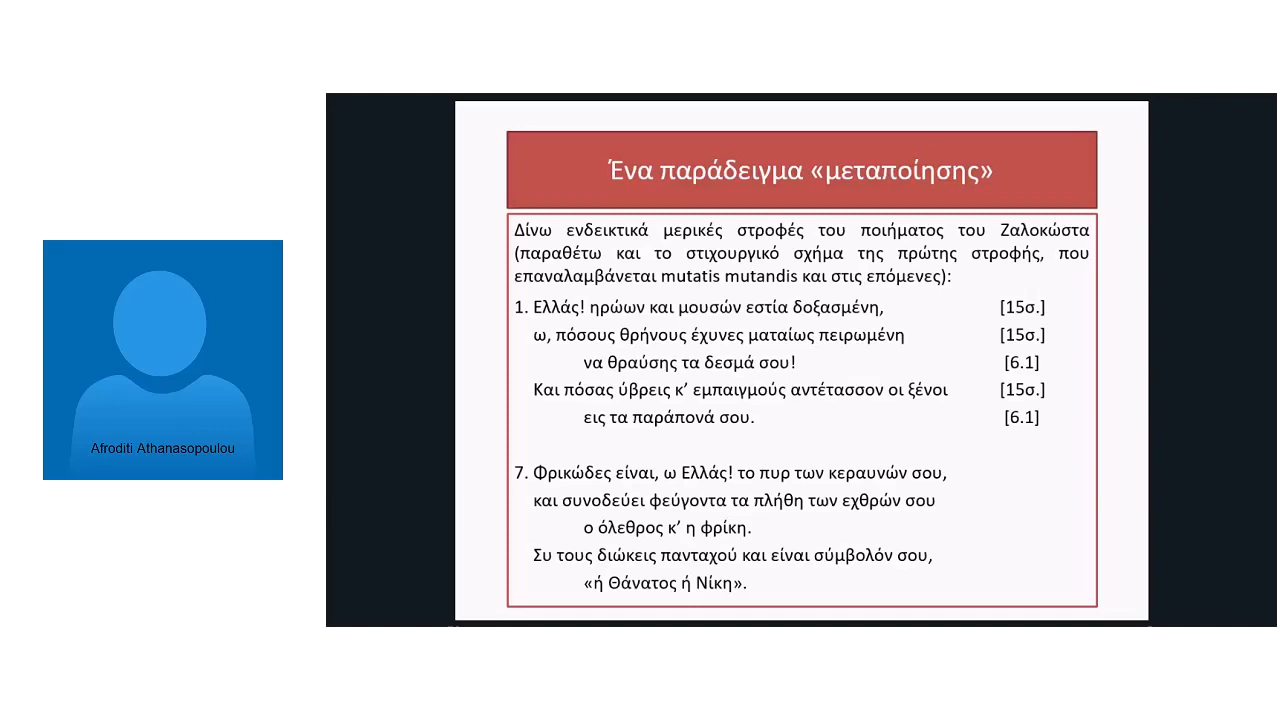 Afroditi Athanasopoulou
Ένα παράδειγμα «μεταποίησης»
Δίνω ενδεικτικά μερικές στροφές του ποιήματος του Ζαλοκώστα
(παραθέτω και το στιχουργικό σχήμα της πρώτης στροφής, που
επαναλαμβάνεται mutatis mutandis και στις επόμενες):
1. Ελλάς! ηρώων και μουσών εστία δοξασμένη, [15σ.]
ω, πόσους θρήνους έχυνες ματαίως πειρωμένη [15σ.]
να θραύσης τα δεσμά σου! [6.1]
Και πόσας ύβρεις κ’ εμπαιγμούς αντέτασσον οι ξένοι [15σ.]
εις τα παράπονά σου. [6.1]
7. Φρικώδες είναι, ω Ελλάς! το πυρ των κεραυνών σου,
και συνοδεύει φεύγοντα τα πλήθη των εχθρών σου
ο όλεθρος κ’ η φρίκη.
Συ τους διώκεις πανταχού και είναι σύμβολόν σου,
«ή Θάνατος ή Νίκη».